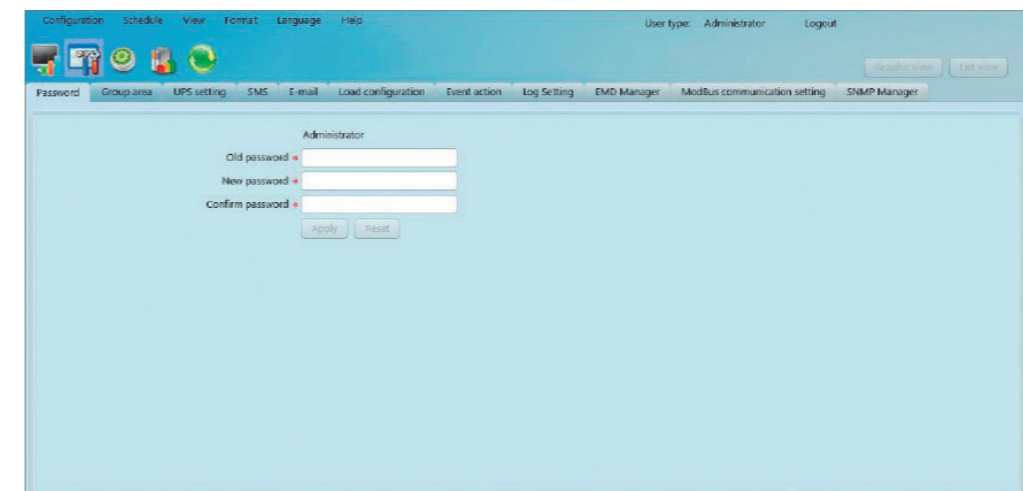 Configuration Schedule View Format Language Help User type: Administrator Logout
Graphic view List view
Password Group area UPS setting SMS E-mail Load configuration Event action Log Setting EMD Manager ModBus communication setting SNMP Manager
Administrator
Old password *
New password *
Confirm password *
Apply Reset